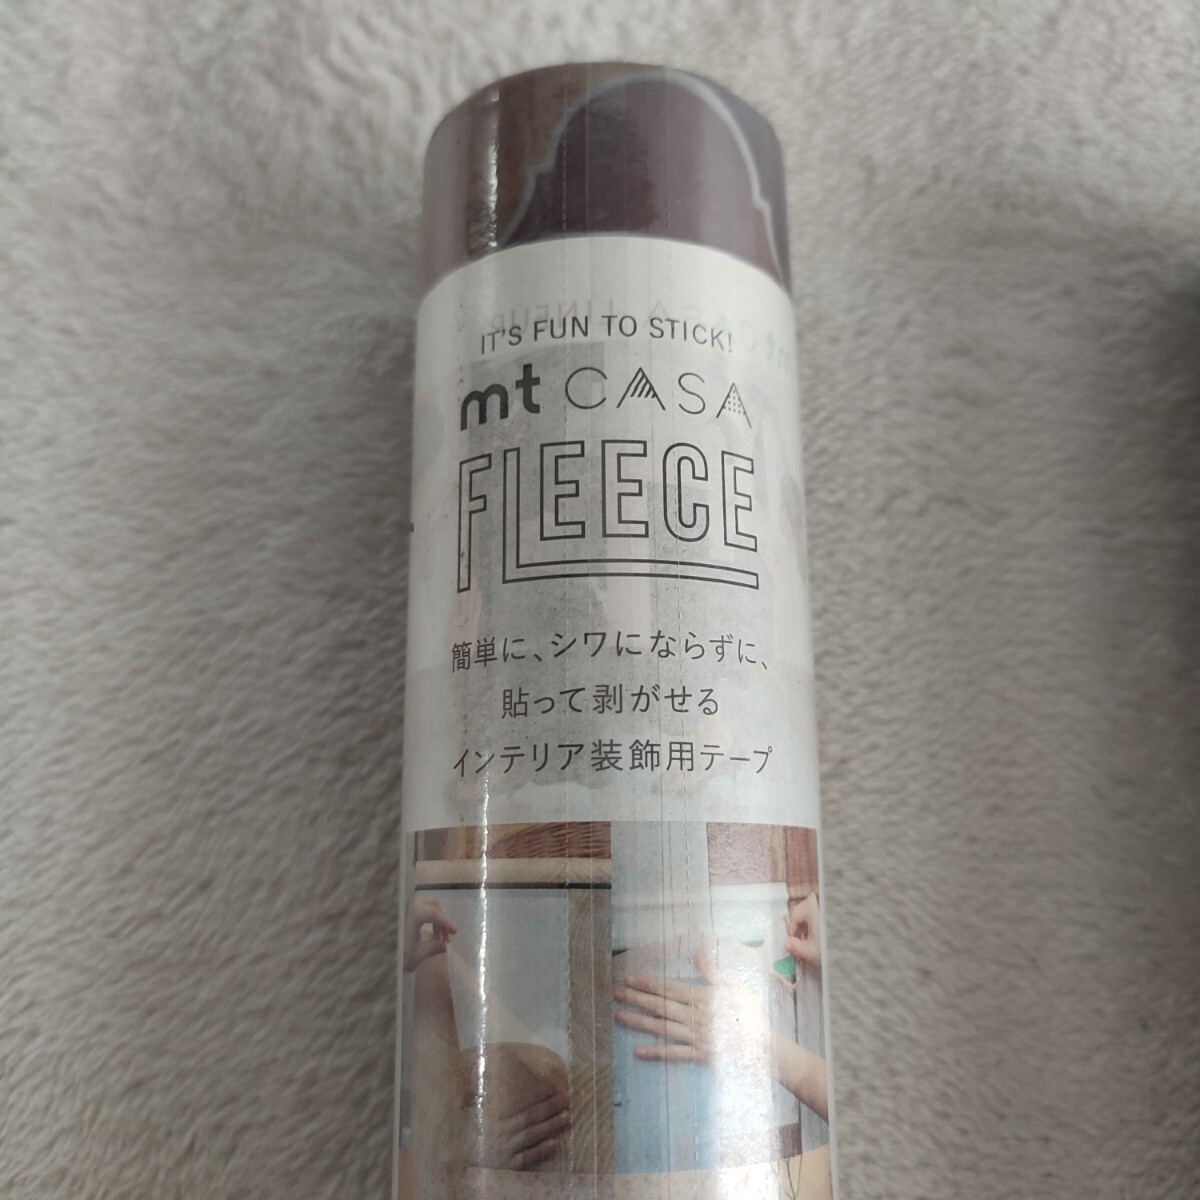 IT'S FUN TO STICK!
mt CASA
FLEECE
簡単に、シワにならずに、
貼って剥がせる
インテリア装飾用テープ